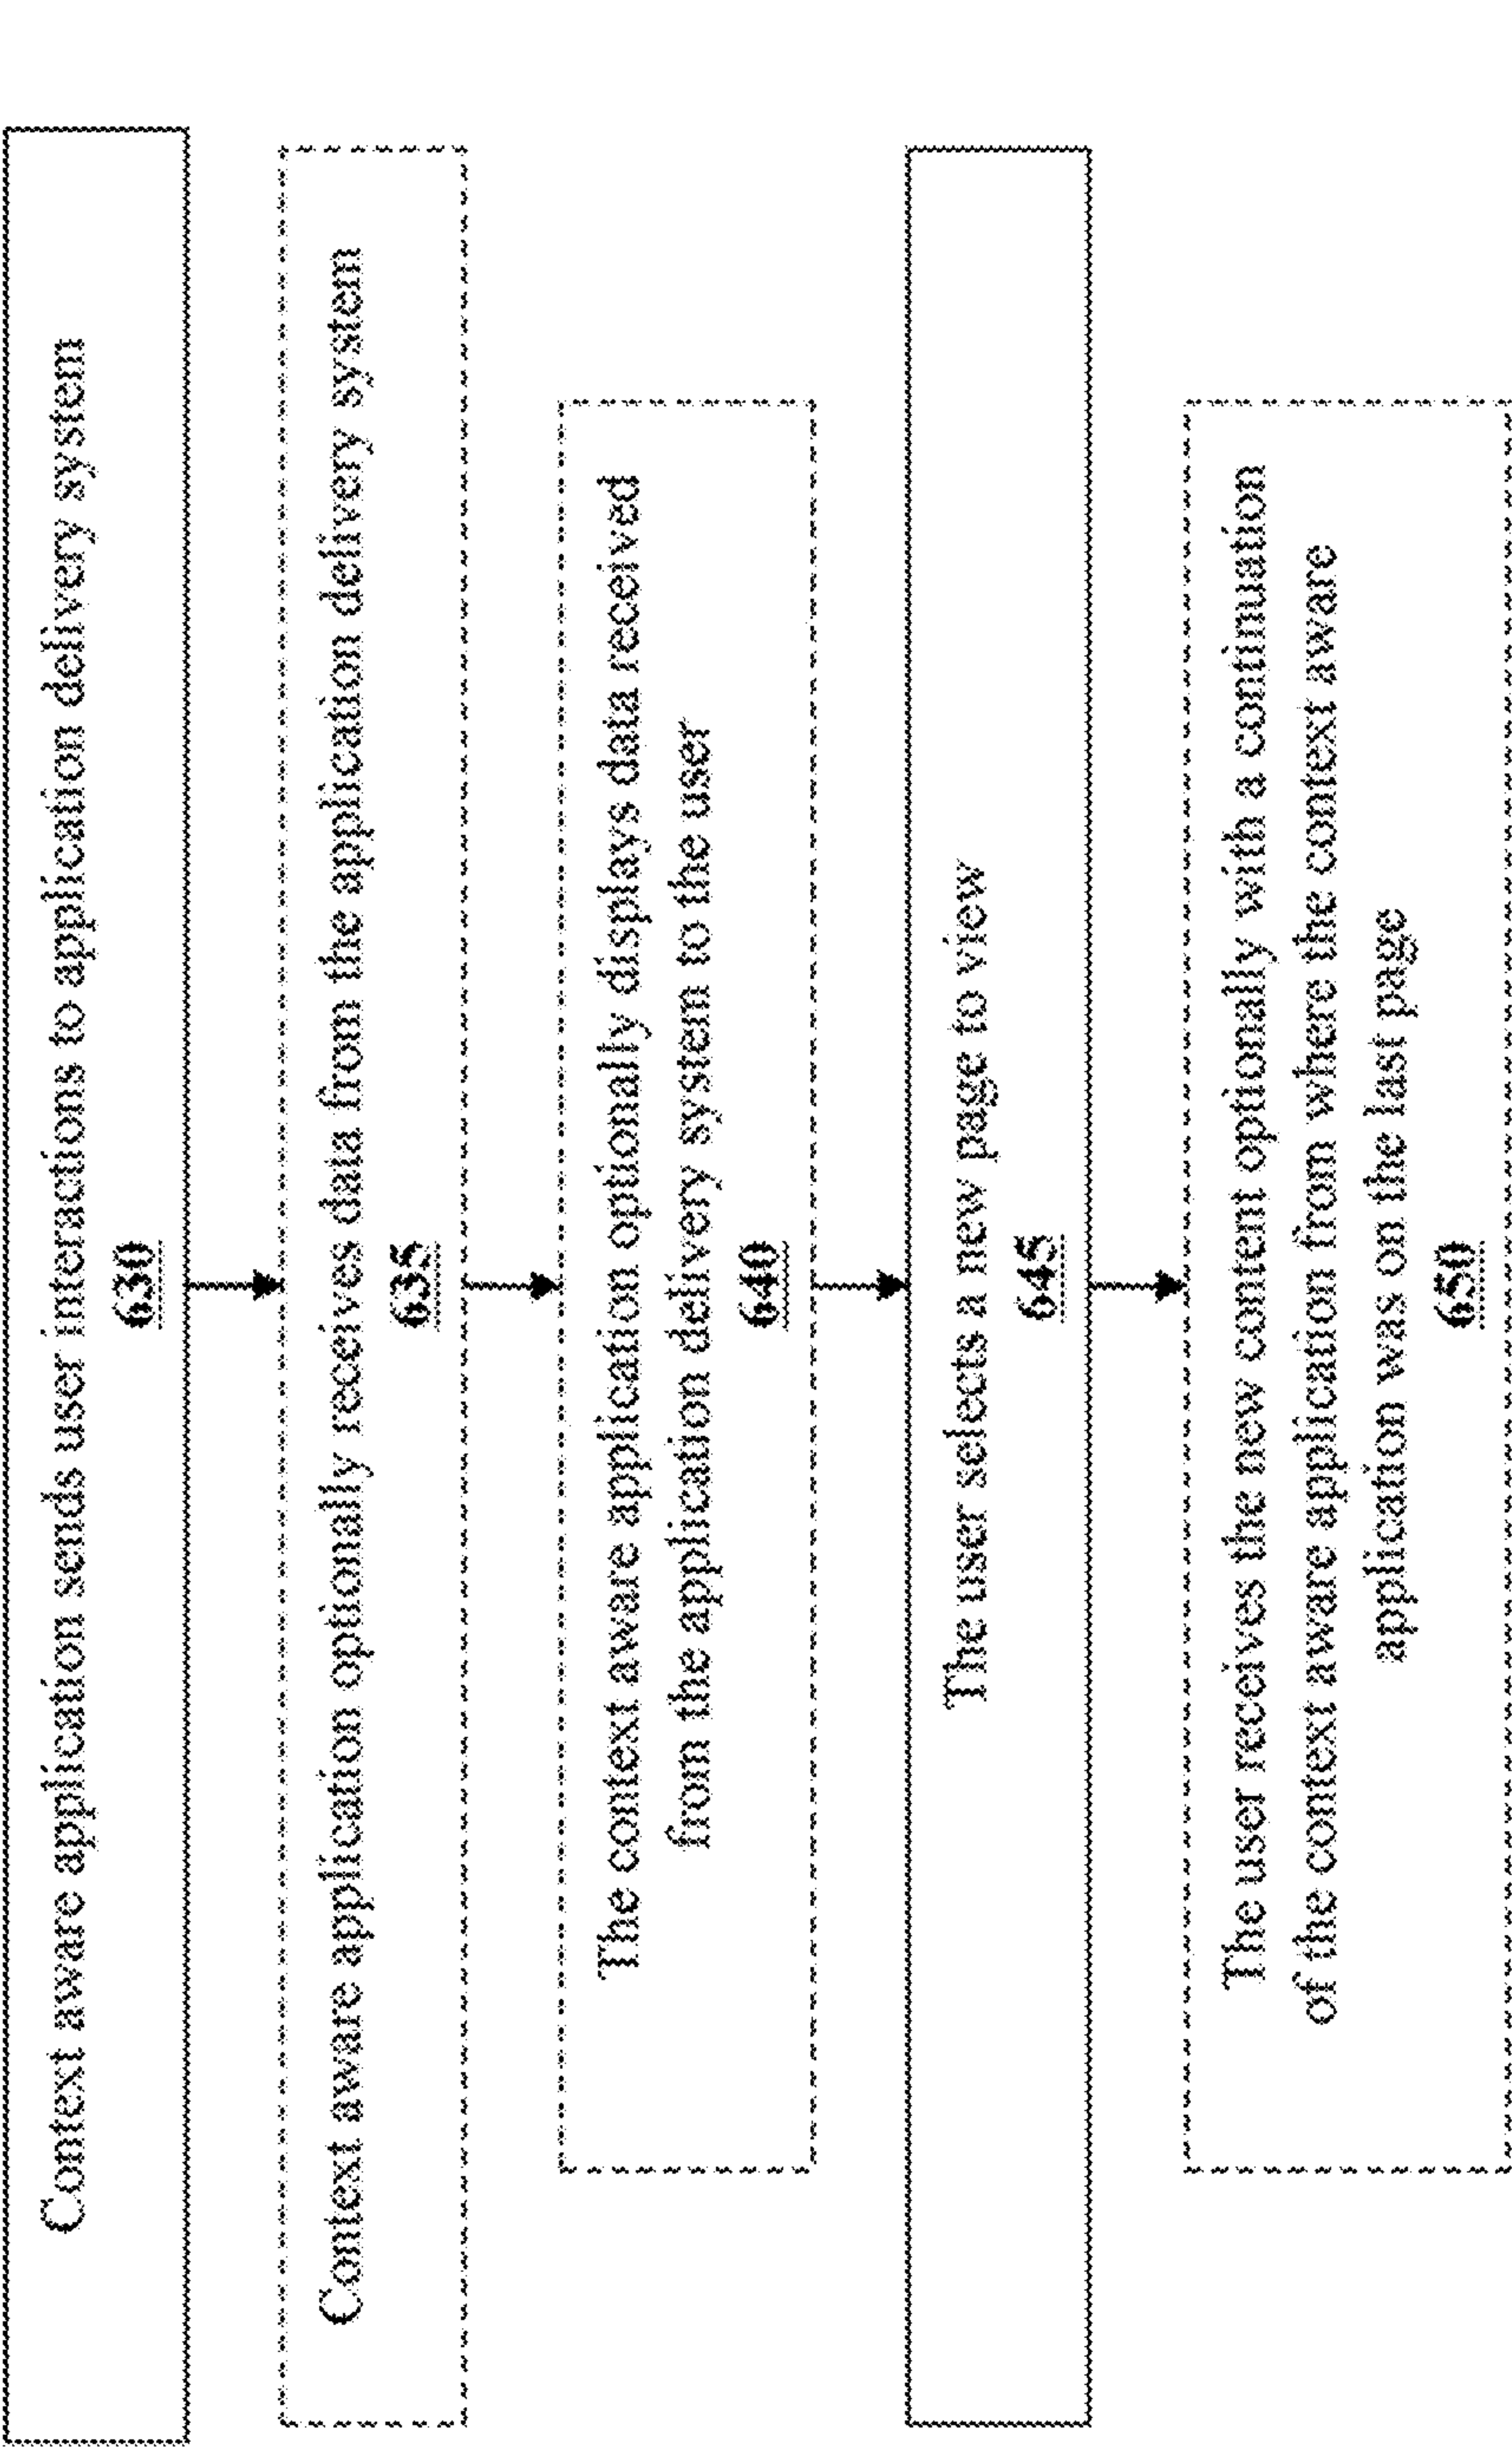 Context aware application sends user interactions to application delivery system
630
Context aware application optionally receives data from the application delivery system
635
The context aware application optionally displays data received
from the application delivery system to the user
640
The user selects a new page to view
645
The user receives the new content optionally with a continuation
of the context aware application from where the context aware
application was on the last page
650